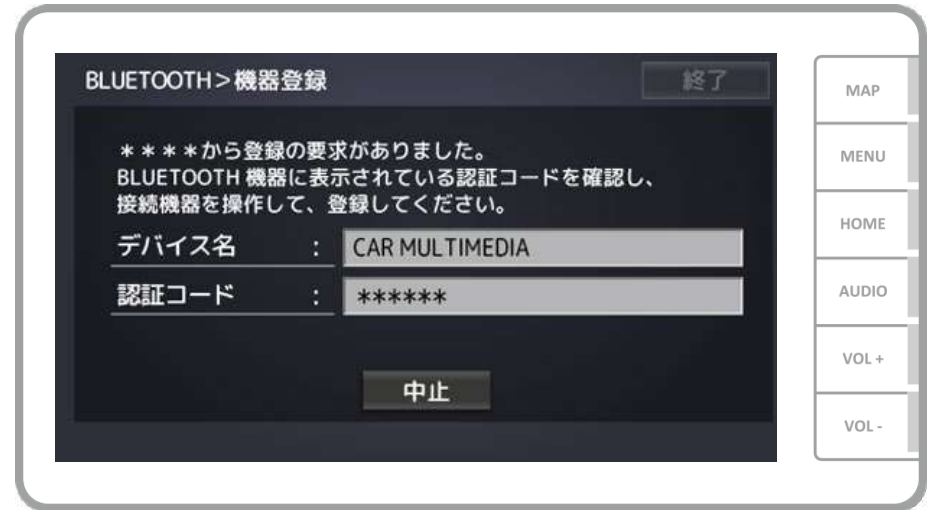 BLUETOOTH>機器登録
終了
＊＊＊＊から登録の要求がありました。
BLUETOOTH 機器に表示されている認証コードを確認し、
接続機器を操作して、登録してください。
デバイス名 : CAR MULTIMEDIA
認証コード : ******
中止
MAP
MENU
HOME
AUDIO
VOL +
VOL -